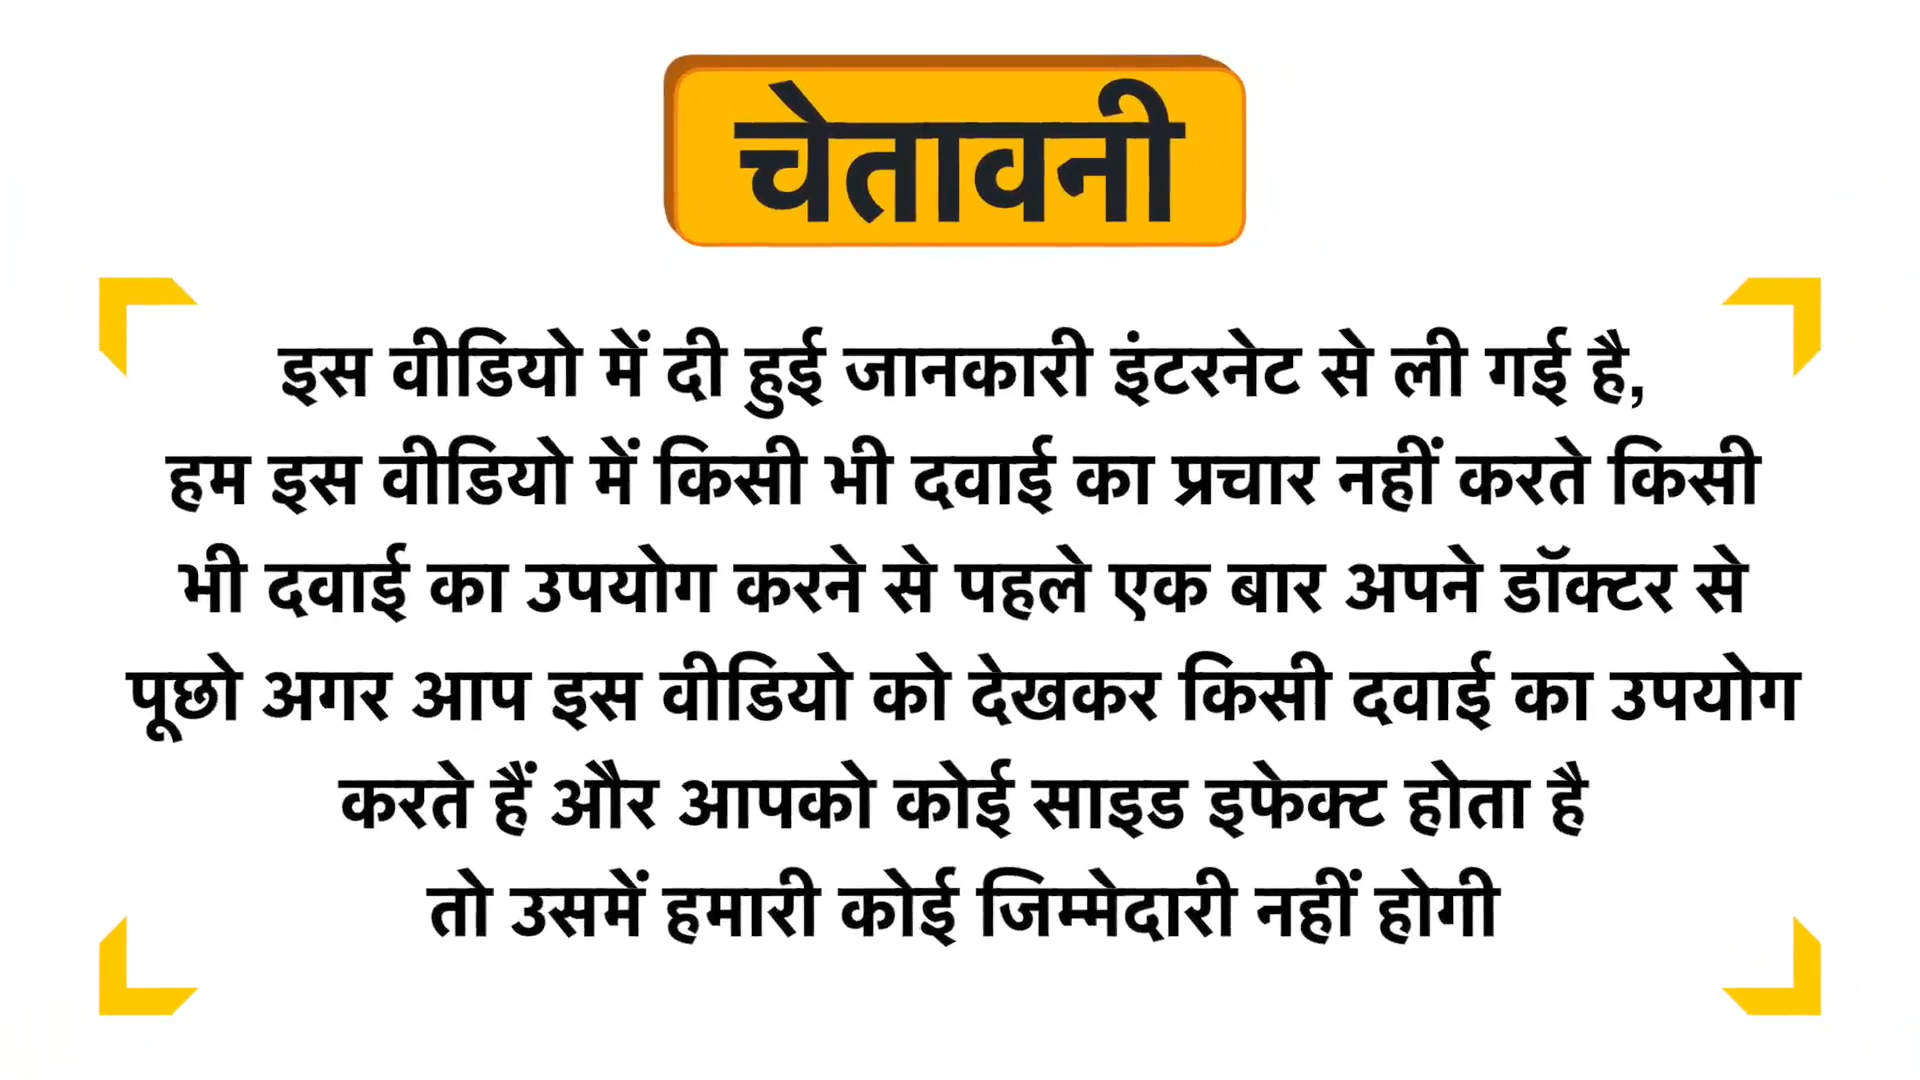 चेतावनी
इस वीडियो में दी हुई जानकारी इंटरनेट से ली गई है,
हम इस वीडियो में किसी भी दवाई का प्रचार नहीं करते किसी
भी दवाई का उपयोग करने से पहले एक बार अपने डॉक्टर से
पूछो अगर आप इस वीडियो को देखकर किसी दवाई का उपयोग
करते हैं और आपको कोई साइड इफेक्ट होता है
तो उसमें हमारी कोई जिम्मेदारी नहीं होगी